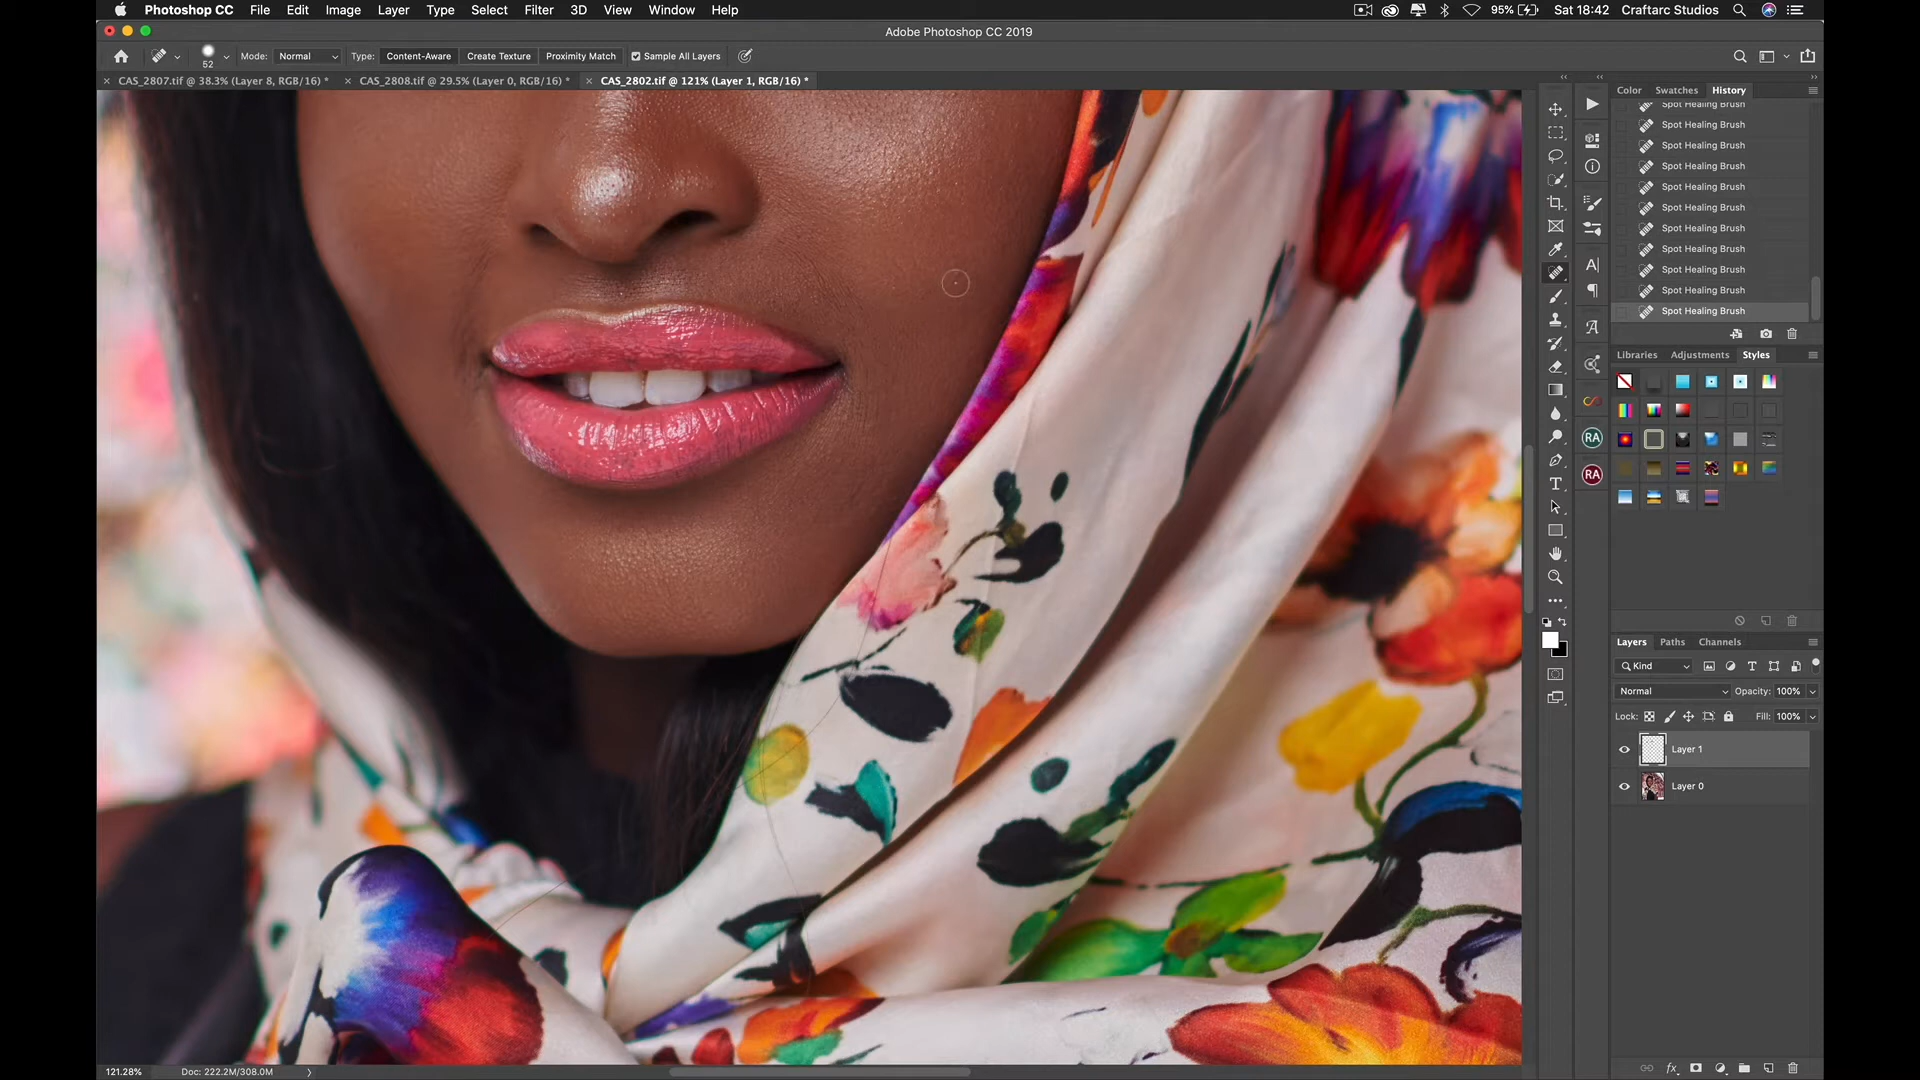 Photoshop CC File Edit Image Layer Type Select Filter 3D View Window Help 95% Sat 18:42 Craftarc Studios
Adobe Photoshop CC 2019
52 Mode: Normal Type: Content-Aware Create Texture Proximity Match Sample All Layers
CAS_2807.tif @ 38.3% (Layer 8, RGB/16) * CAS_2808.tif @ 29.5% (Layer 0, RGB/16) * CAS_2802.tif @ 121% (Layer 1, RGB/16) *
Color Swatches History
Spot Healing Brush
Spot Healing Brush
Spot Healing Brush
Spot Healing Brush
Spot Healing Brush
Spot Healing Brush
Spot Healing Brush
Spot Healing Brush
Spot Healing Brush
Spot Healing Brush
Spot Healing Brush
Libraries Adjustments Styles
RA
RA
Layers Paths Channels
Kind
Normal Opacity: 100%
Lock: Fill: 100%
Layer 1
Layer 0
121.28% Doc: 222.2M/308.0M